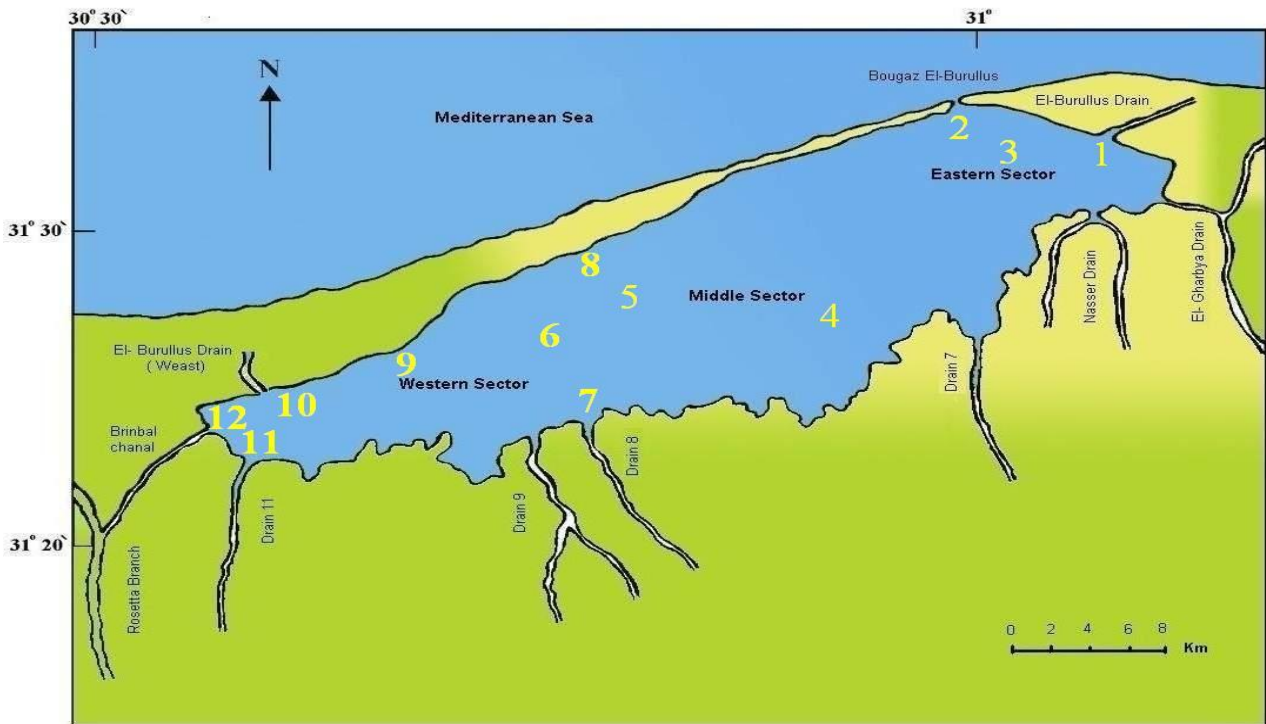 30° 30`
31°
N
Bougaz El-Burullus
El-Burullus Drain
Mediterranean Sea
2
3
1
Eastern Sector
31° 30`
8
5
Middle Sector
4
6
Nasser Drain
El- Gharbya Drain
El- Burullus Drain
( Weast)
9
Western Sector
Drain 7
10
7
12
11
Brinbal
chanal
Drain 8
Drain 9
Drain 11
31° 20`
Rosetta Branch
0 2 4 6 8
Km